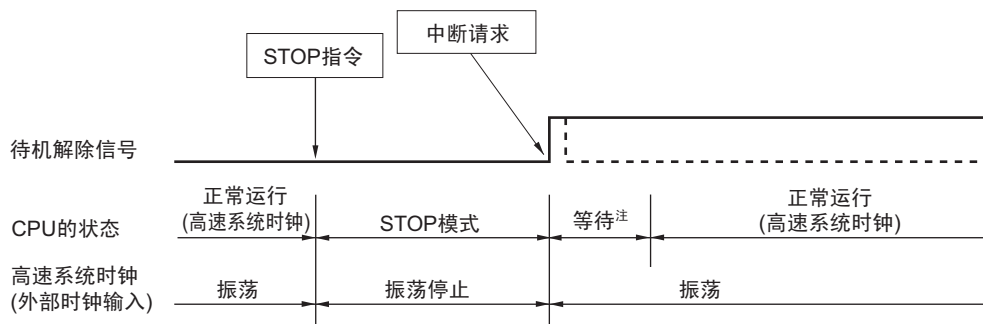 中断请求
STOP指令
待机解除信号
正常运行
(高速系统时钟)
正常运行
(高速系统时钟)
CPU的状态
STOP模式
等待注
高速系统时钟
(外部时钟输入)
振荡
振荡停止
振荡